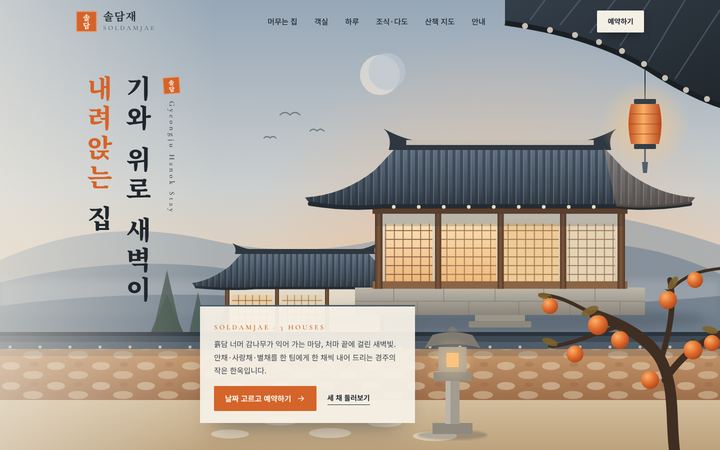 솔담
솔담재
SOLDAMJAE
머무는 집
객실
하루
조식·다도
산책 지도
안내
예약하기
솔담
Gyeongju Hanok Stay
기와 위로 새벽이
내려앉는 집
SOLDAMJAE · 3 HOUSES
흙담 너머 감나무가 익어 가는 마당, 처마 끝에 걸린 새벽빛.
안채·사랑채·별채를 한 팀에게 한 채씩 내어 드리는 경주의
작은 한옥입니다.
날짜 고르고 예약하기 →
세 채 둘러보기